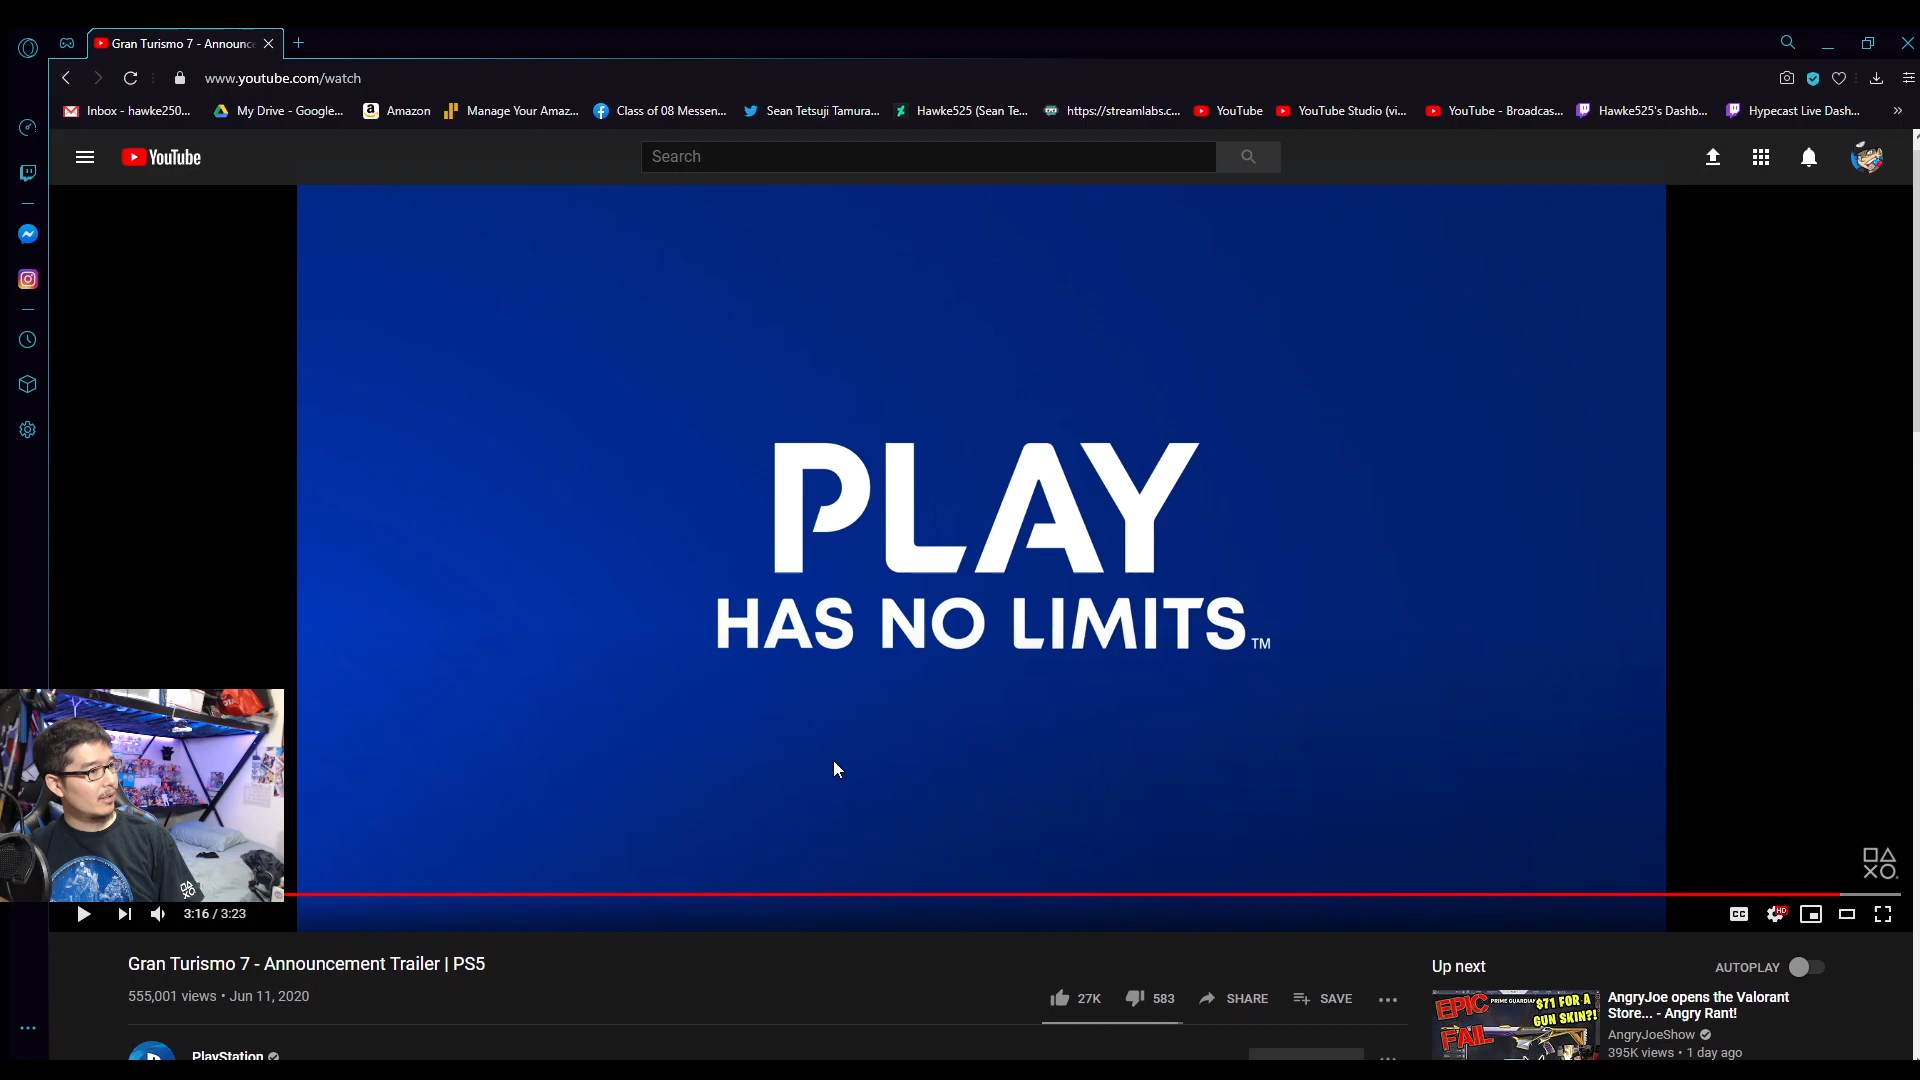 Gran Turismo 7 - Announc
www.youtube.com/watch
Inbox - hawke250...
My Drive - Google...
Amazon
Manage Your Amaz...
Class of 08 Messen...
Sean Tetsuji Tamura...
Hawke525 (Sean Te...
https://streamlabs.c...
YouTube
YouTube Studio (vi...
YouTube - Broadcas...
Hawke525's Dashb...
Hypecast Live Dash...
YouTube
Search
PLAY
HAS NO LIMITS™
3:16 / 3:23
CC
HD
Gran Turismo 7 - Announcement Trailer | PS5
555,001 views • Jun 11, 2020
27K
583
SHARE
SAVE
PlayStation
Up next
AUTOPLAY
EPIC FAIL
PRIME GUARDIAN
$71 FOR A
GUN SKIN?!
AngryJoe opens the Valorant
Store... - Angry Rant!
AngryJoeShow
395K views • 1 day ago